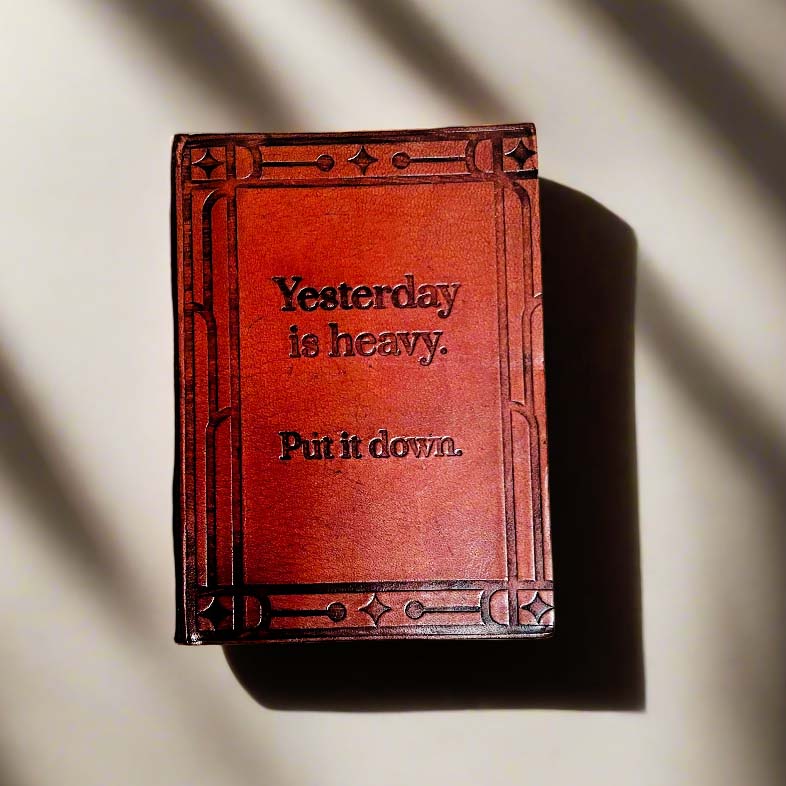 Yesterday
is heavy.
Put it down.